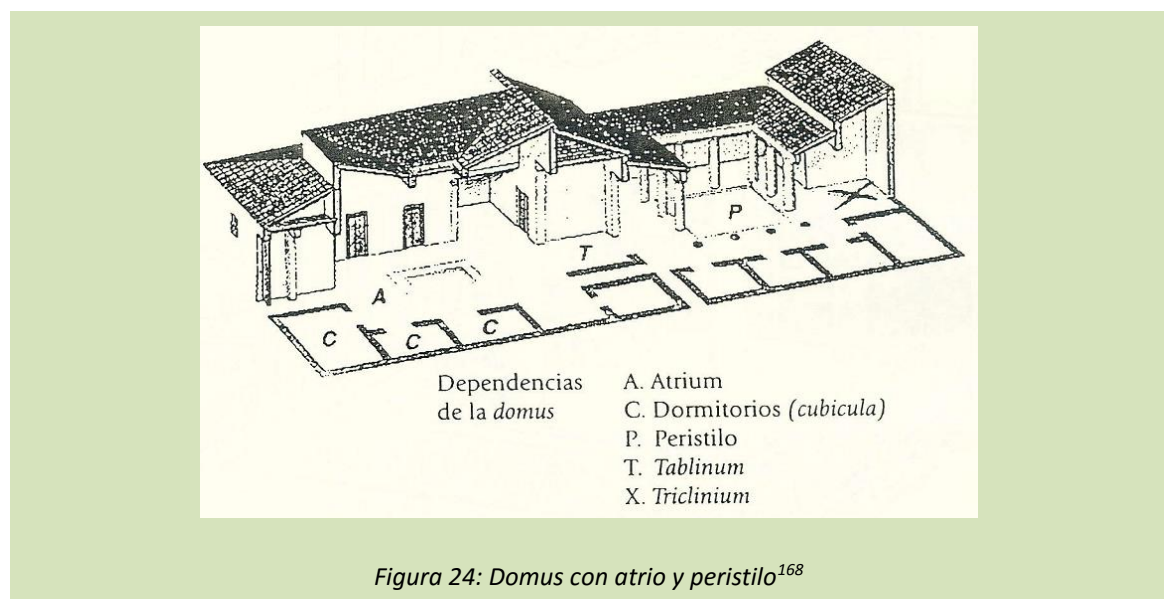 P
T
A
C
C
C
X
Dependencias
de la domus
A. Atrium
C. Dormitorios (cubicula)
P. Peristilo
T. Tablinum
X. Triclinium
Figura 24: Domus con atrio y peristilo168